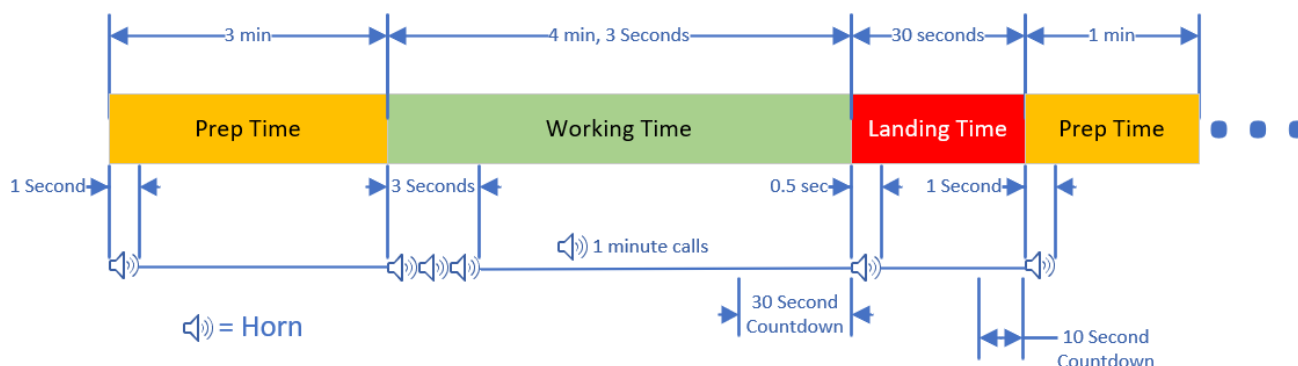 3 min
4 min, 3 Seconds
30 seconds
1 min
Prep Time
Working Time
Landing Time
Prep Time
1 Second
3 Seconds
0.5 sec
1 Second
1 minute calls
30 Second
Countdown
= Horn
10 Second
Countdown